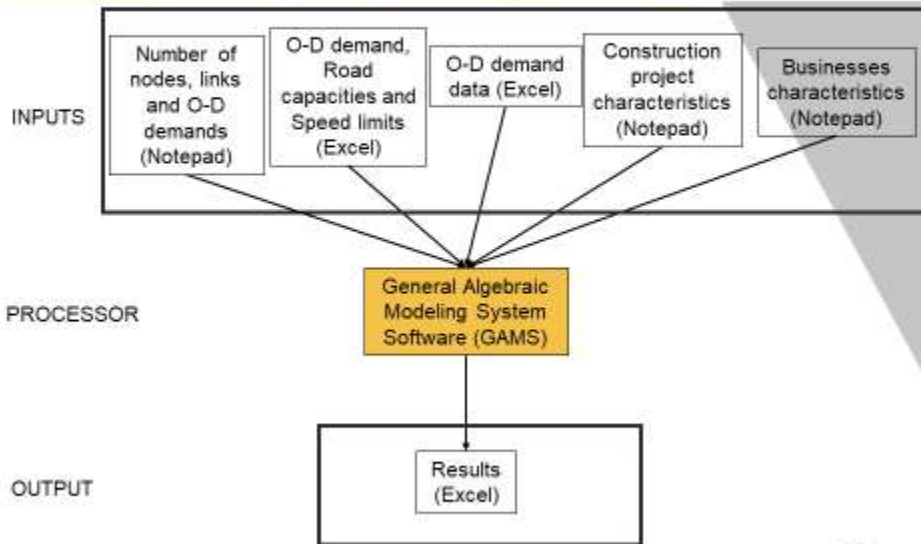 INPUTS
Number of
nodes, links
and O-D
demands
(Notepad)
O-D demand,
Road
capacities and
Speed limits
(Excel)
O-D demand
data (Excel)
Construction
project
characteristics
(Notepad)
Businesses
characteristics
(Notepad)
PROCESSOR
General Algebraic
Modeling System
Software (GAMS)
OUTPUT
Results
(Excel)